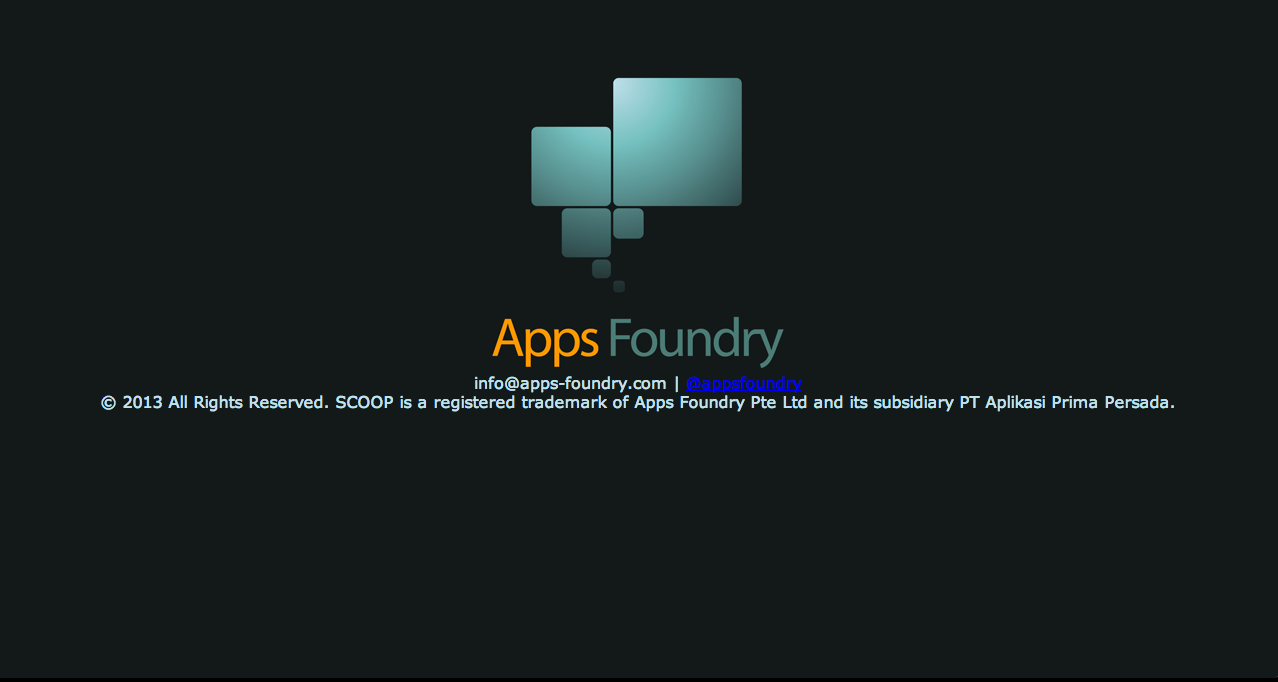 Apps Foundry
info@apps-foundry.com | @appsfoundry
© 2013 All Rights Reserved. SCOOP is a registered trademark of Apps Foundry Pte Ltd and its subsidiary PT Aplikasi Prima Persada.